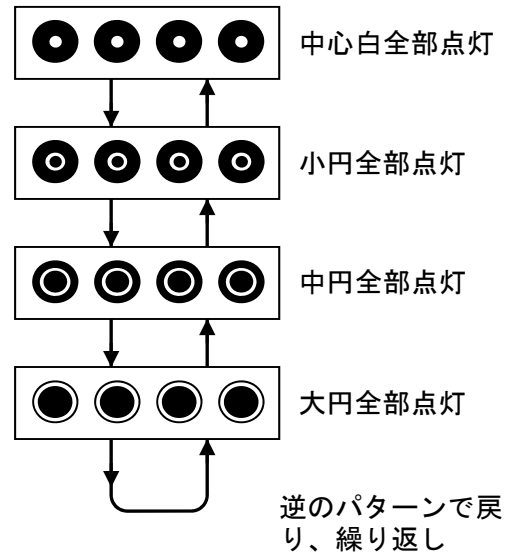 中心白全部点灯
小円全部点灯
中円全部点灯
大円全部点灯
逆のパターンで戻
り、繰り返し